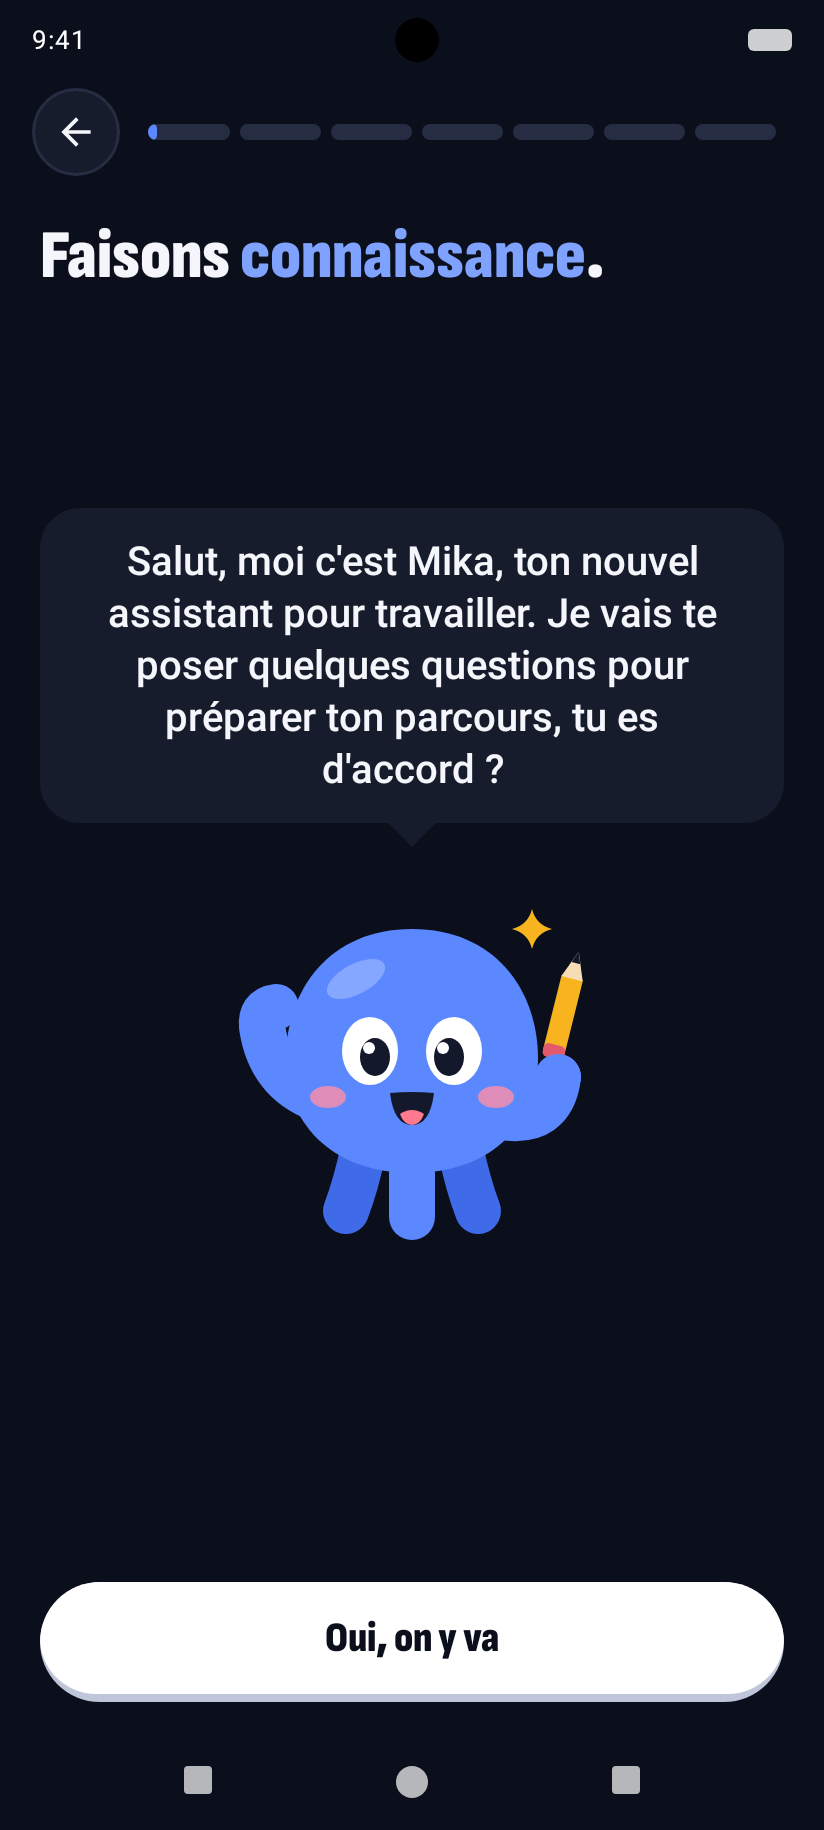 9:41
Faisons connaissance.
Salut, moi c'est Mika, ton nouvel
assistant pour travailler. Je vais te
poser quelques questions pour
préparer ton parcours, tu es
d'accord ?
Oui, on y va